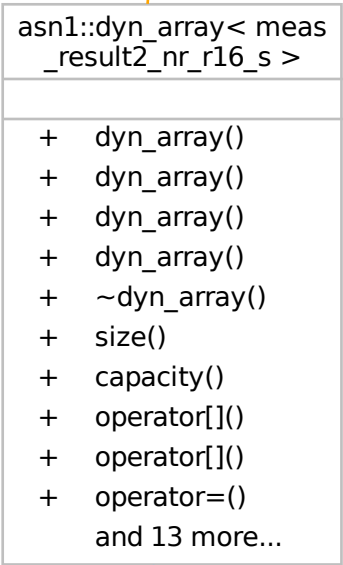 asn1::dyn_array< meas
_result2_nr_r16_s >
+ dyn_array()
+ dyn_array()
+ dyn_array()
+ dyn_array()
+ ~dyn_array()
+ size()
+ capacity()
+ operator[]()
+ operator[]()
+ operator=()
and 13 more...